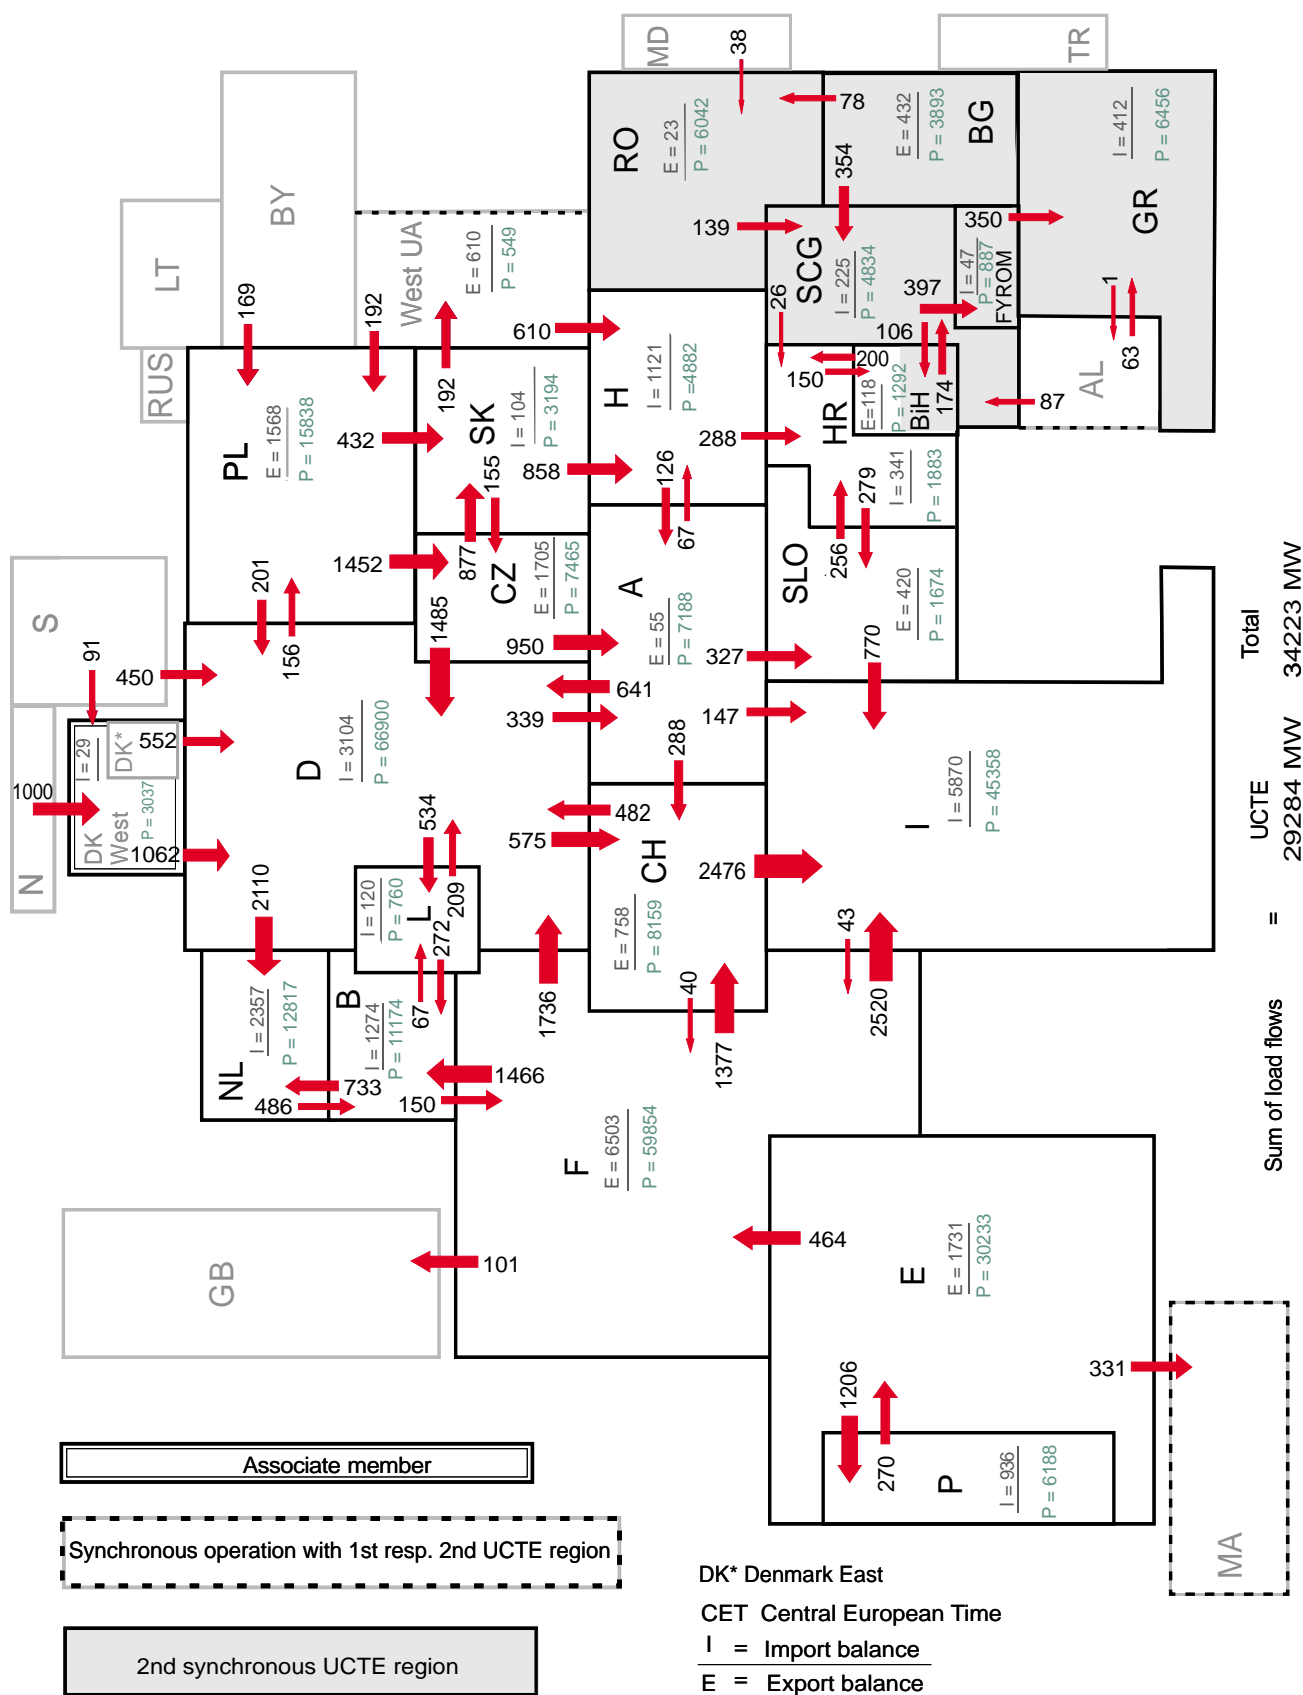 MD
38
TR
BY
LT
RUS
West UA
E = 610
P = 549
RO
E = 23
P = 6042
78
E = 432
P = 3893
BG
I = 412
P = 6456
GR
354
139
350
SCG
I = 225
P = 4834
I = 47
P = 887
FYROM
397
26
106
1
63
AL
87
169
192
192
610
H
I = 1121
P =4882
200
150
E=118
P = 1292
BiH
174
HR
288
I = 341
P = 1883
PL
E = 1568
P = 15838
432
SK
I = 104
P = 3194
155
858
126
67
279
256
SLO
E = 420
P = 1674
770
877
CZ
E = 1705
P = 7465
1452
1485
950
A
E = 55
P = 7188
327
641
339
147
288
S
91
450
201
156
N
1000
I = 29
DK*
552
DK
West
P = 3037
1062
D
I = 3104
P = 66900
534
209
482
575
CH
E = 758
P = 8159
2476
I
I = 5870
P = 45358
2110
I = 120
P = 760
L
272
67
B
I = 1274
P = 11174
NL
I = 2357
P = 12817
733
486
1466
150
1736
40
1377
43
2520
F
E = 6503
P = 59854
GB
101
464
E
E = 1731
P = 30233
331
1206
270
P
I = 936
P = 6188
MA
Sum of load flows = UCTE 29284 MW Total 34223 MW
Associate member
Synchronous operation with 1st resp. 2nd UCTE region
2nd synchronous UCTE region
DK* Denmark East
CET Central European Time
I = Import balance
E = Export balance